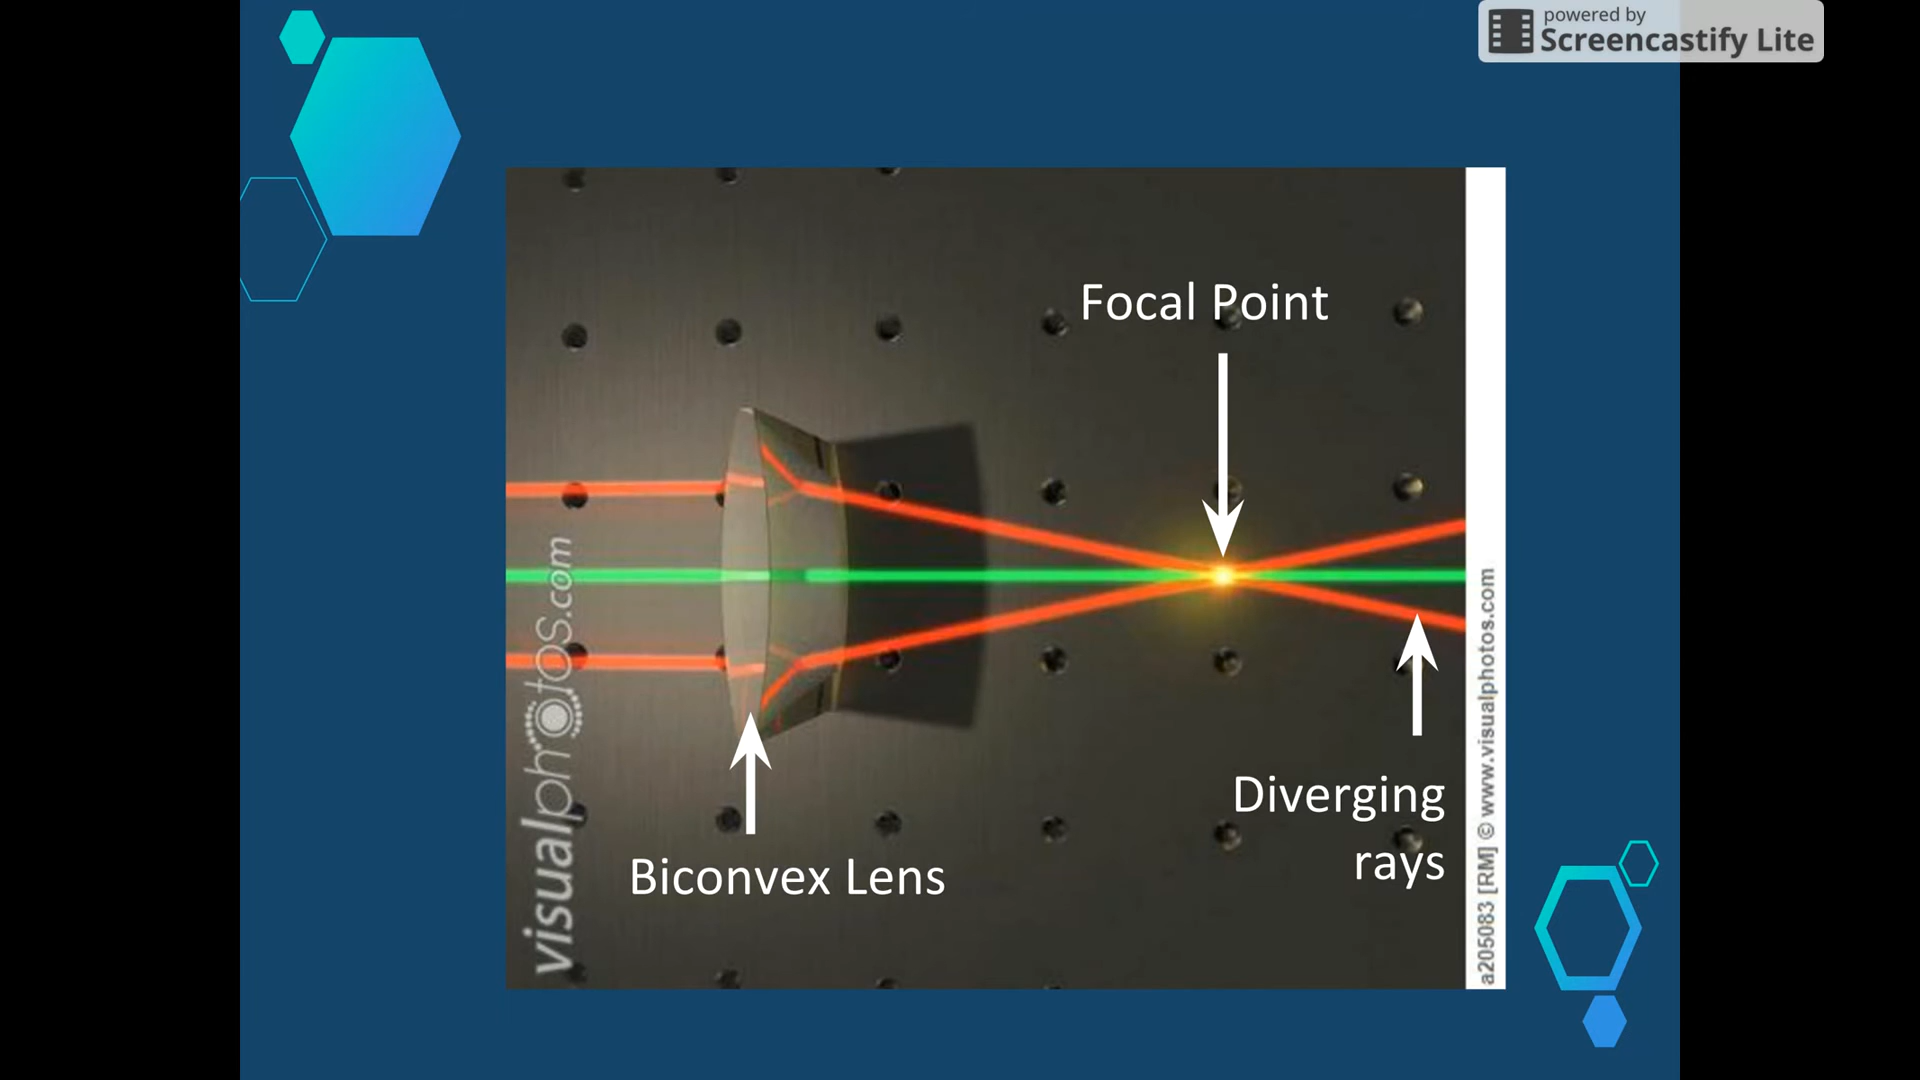 powered by
Screencastify Lite
Focal Point
Biconvex Lens
Diverging
rays
visualphotos.com
a205083 [RM] © www.visualphotos.com